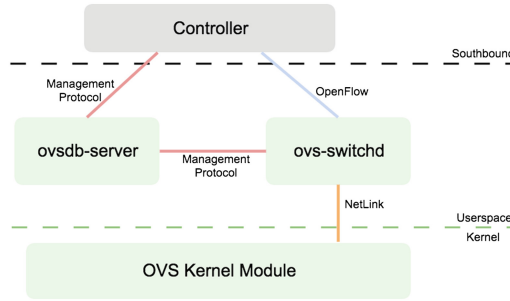 Controller
Southbound
Management
Protocol
OpenFlow
ovsdb-server
ovs-switchd
Management
Protocol
NetLink
Userspace
Kernel
OVS Kernel Module